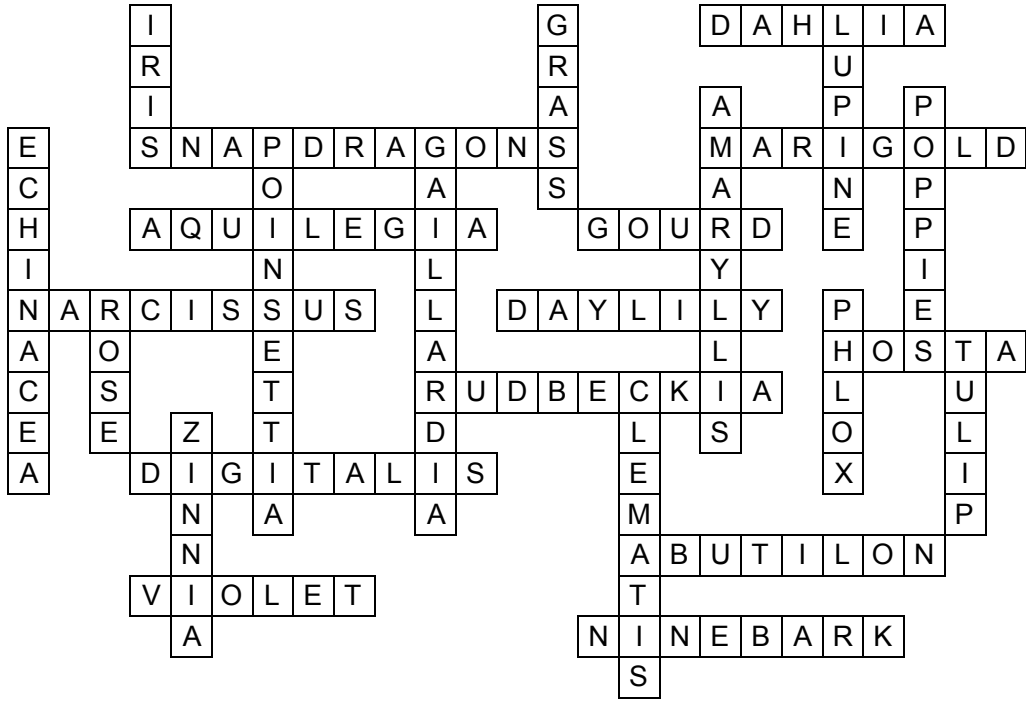 IRIS
GRASS
DAHLIA
LUPINE
AMARYLLIS
POPPIES
ECHINACEA
SNAPDRAGONS
POINSETTIA
GAILLARDIA
MARIGOLD
AQUILEGIA
GOURD
NARCISSUS
ROSE
DAYLILY
PHLOX
HOSTA
TULIP
RUDBECKIA
CLEMATIS
ZINNIA
DIGITALIS
ABUTILON
VIOLET
NINEBARK